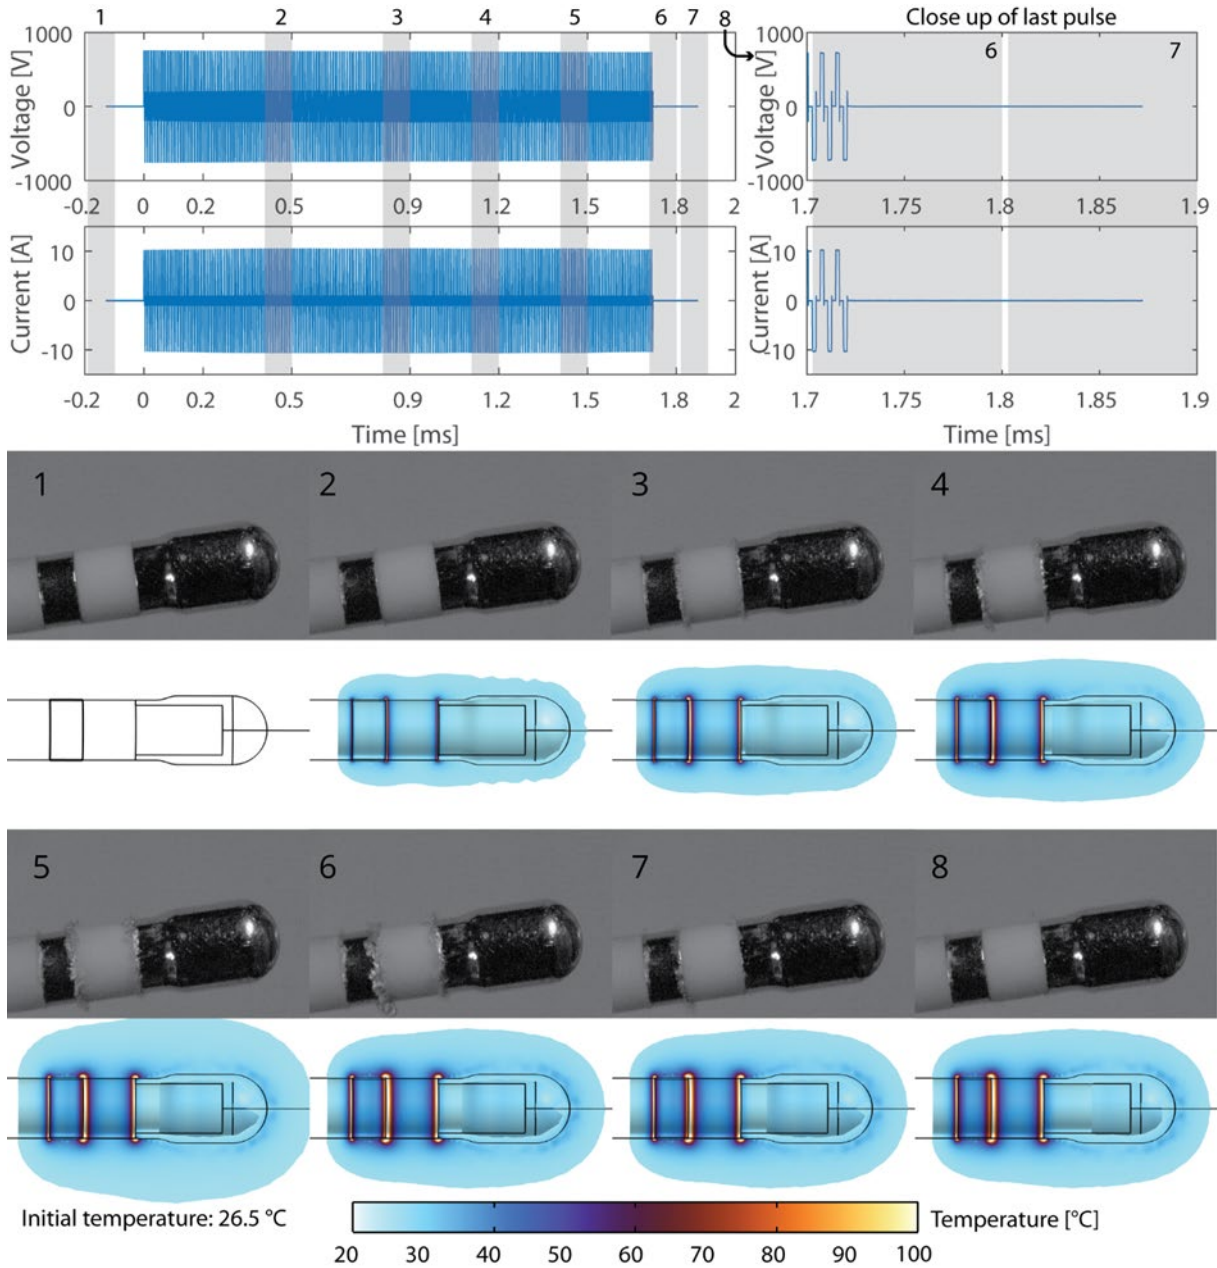 1 2 3 4 5 6 7 8 Close up of last pulse
Voltage [V]
1000
0
-1000
-0.2 0 0.2 0.5 0.9 1.2 1.5 1.8 2
Voltage [V]
1000
0
-1000
6 7
1.7 1.75 1.8 1.85 1.9
Current [A]
10
0
-10
-0.2 0 0.2 0.5 0.9 1.2 1.5 1.8 2
Time [ms]
Current [A]
10
0
-10
1.7 1.75 1.8 1.85 1.9
Time [ms]
1 2 3 4
5 6 7 8
Initial temperature: 26.5 °C
Temperature [°C]
20 30 40 50 60 70 80 90 100